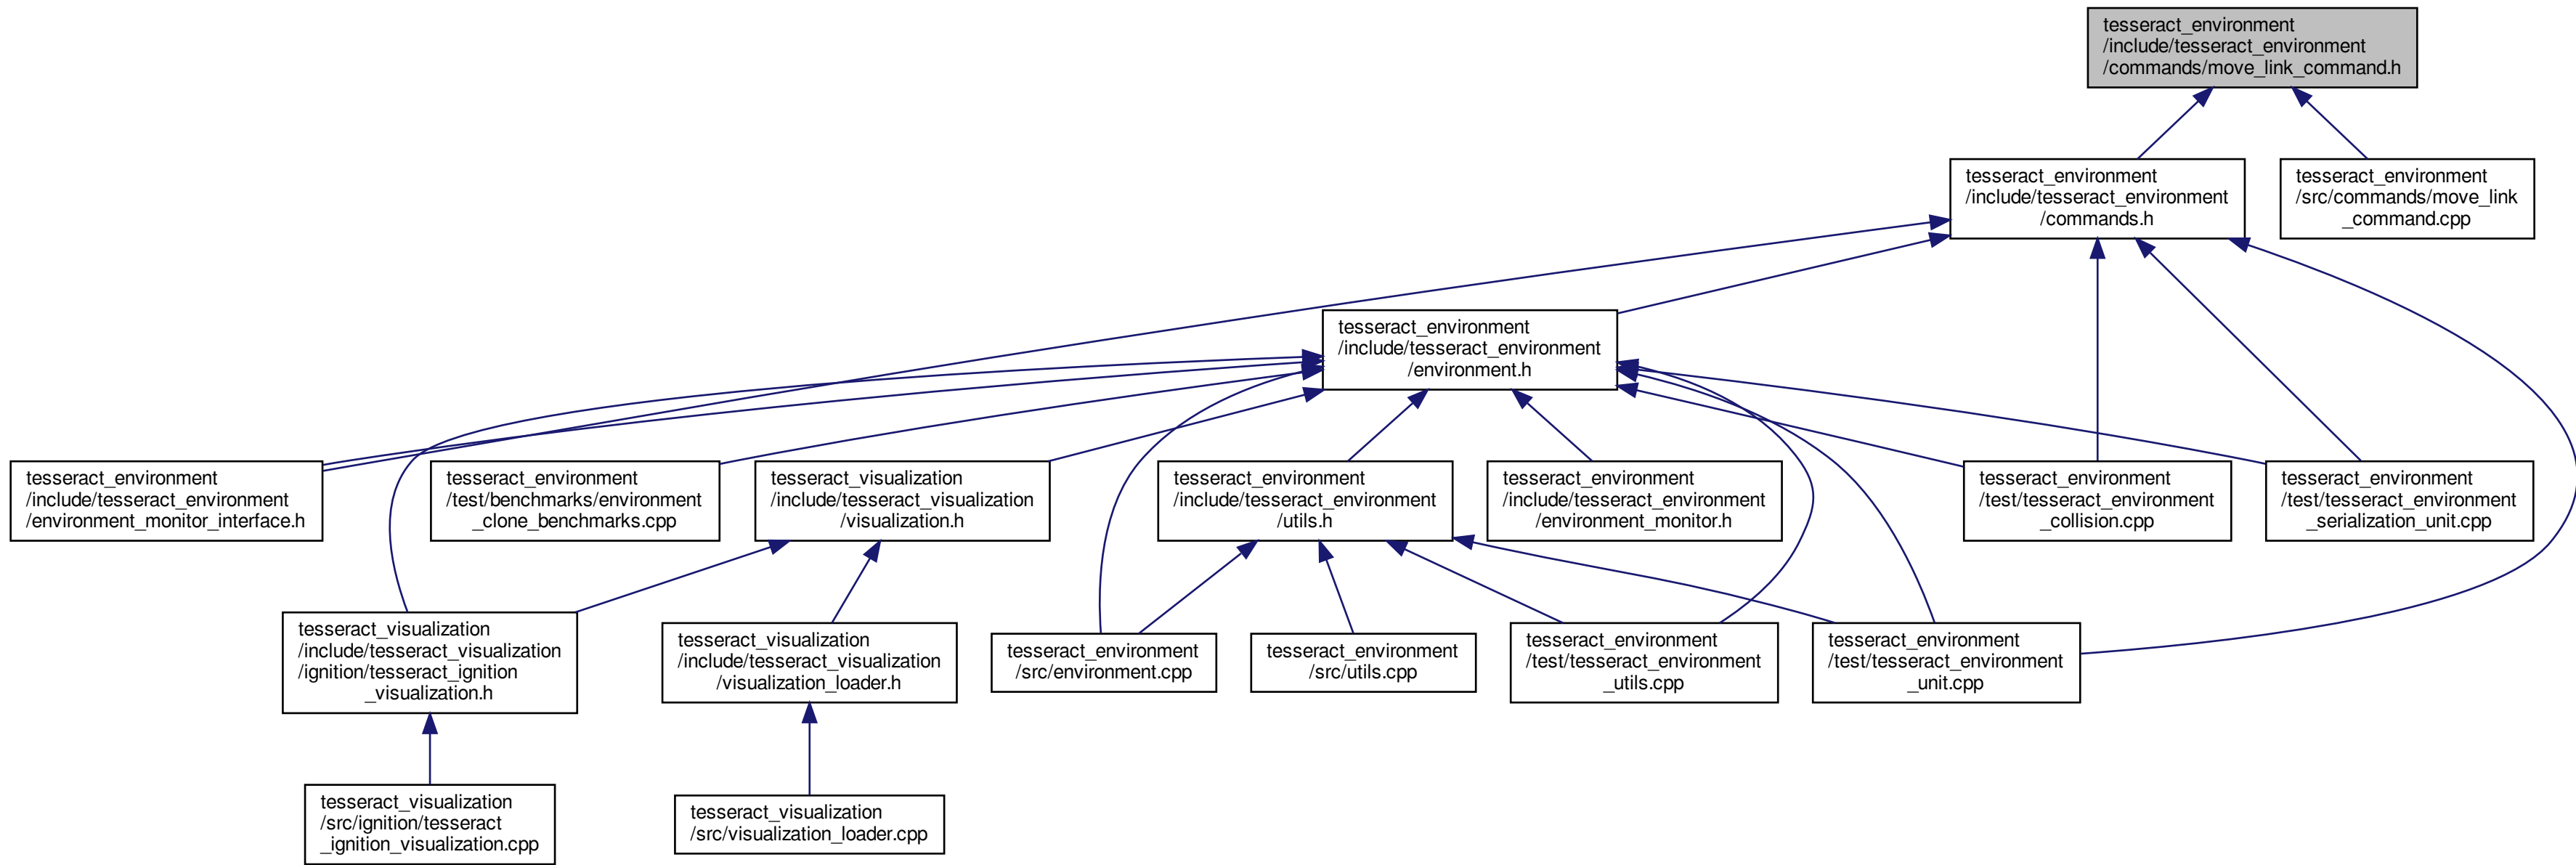 tesseract_environment
/include/tesseract_environment
/commands/move_link_command.h
tesseract_environment
/include/tesseract_environment
/commands.h
tesseract_environment
/src/commands/move_link
_command.cpp
tesseract_environment
/include/tesseract_environment
/environment.h
tesseract_environment
/include/tesseract_environment
/environment_monitor_interface.h
tesseract_environment
/test/benchmarks/environment
_clone_benchmarks.cpp
tesseract_visualization
/include/tesseract_visualization
/visualization.h
tesseract_environment
/include/tesseract_environment
/utils.h
tesseract_environment
/include/tesseract_environment
/environment_monitor.h
tesseract_environment
/test/tesseract_environment
_collision.cpp
tesseract_environment
/test/tesseract_environment
_serialization_unit.cpp
tesseract_visualization
/include/tesseract_visualization
/ignition/tesseract_ignition
_visualization.h
tesseract_visualization
/include/tesseract_visualization
/visualization_loader.h
tesseract_environment
/src/environment.cpp
tesseract_environment
/src/utils.cpp
tesseract_environment
/test/tesseract_environment
_utils.cpp
tesseract_environment
/test/tesseract_environment
_unit.cpp
tesseract_visualization
/src/ignition/tesseract
_ignition_visualization.cpp
tesseract_visualization
/src/visualization_loader.cpp